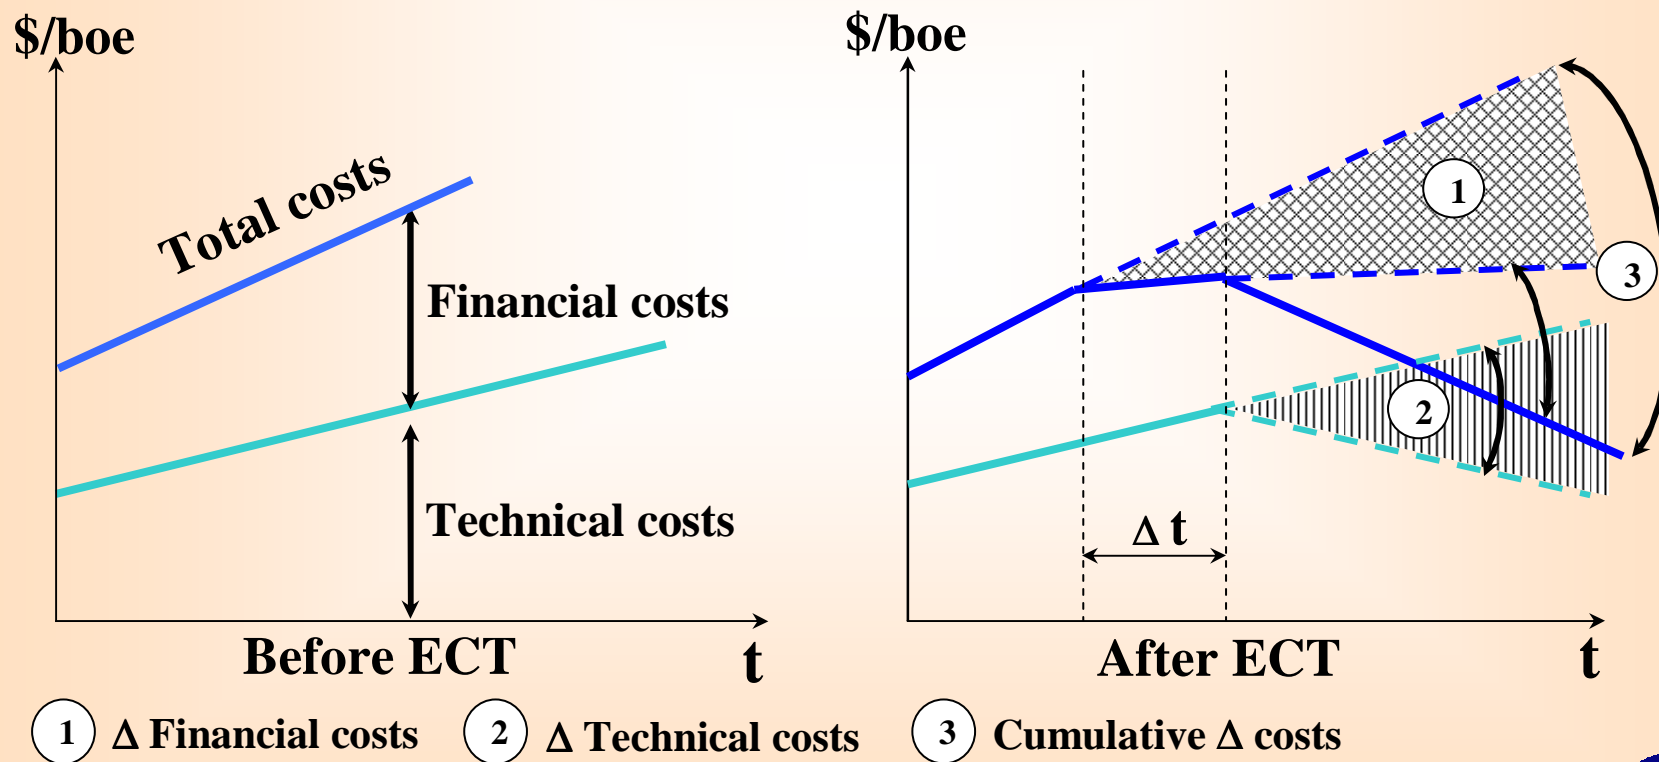 $/boe
Total costs
Financial costs
Technical costs
Before ECT
t
$/boe
1
3
2
Δ t
After ECT
t
1 Δ Financial costs
2 Δ Technical costs
3 Cumulative Δ costs